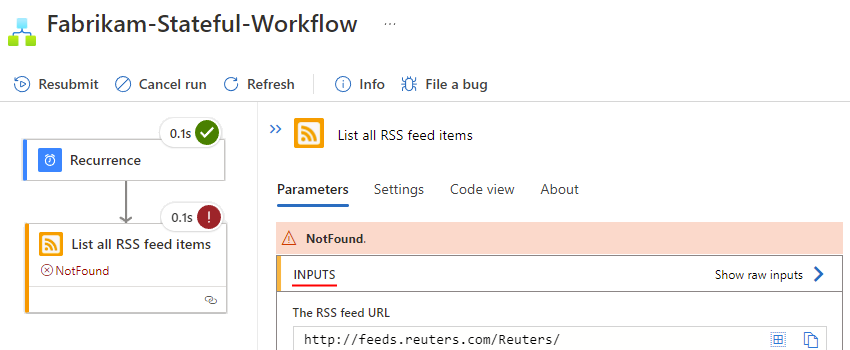 Fabrikam-Stateful-Workflow ...
Resubmit Cancel run Refresh Info File a bug
0.1s
Recurrence
0.1s
List all RSS feed items
NotFound
List all RSS feed items
Parameters Settings Code view About
NotFound.
INPUTS Show raw inputs
The RSS feed URL
http://feeds.reuters.com/Reuters/